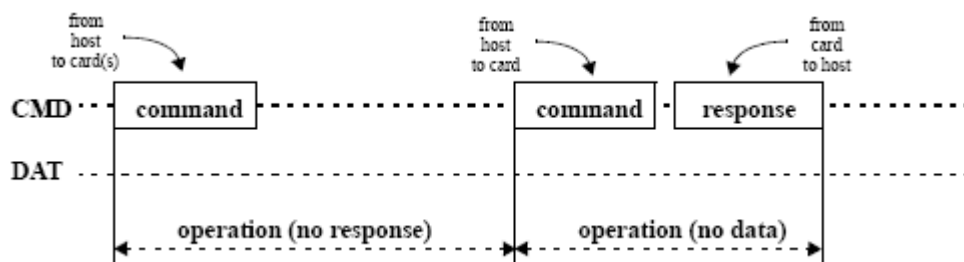 from
host
to card(s)
from
host
to card
from
card
to host
CMD
command
command
response
DAT
operation (no response)
operation (no data)